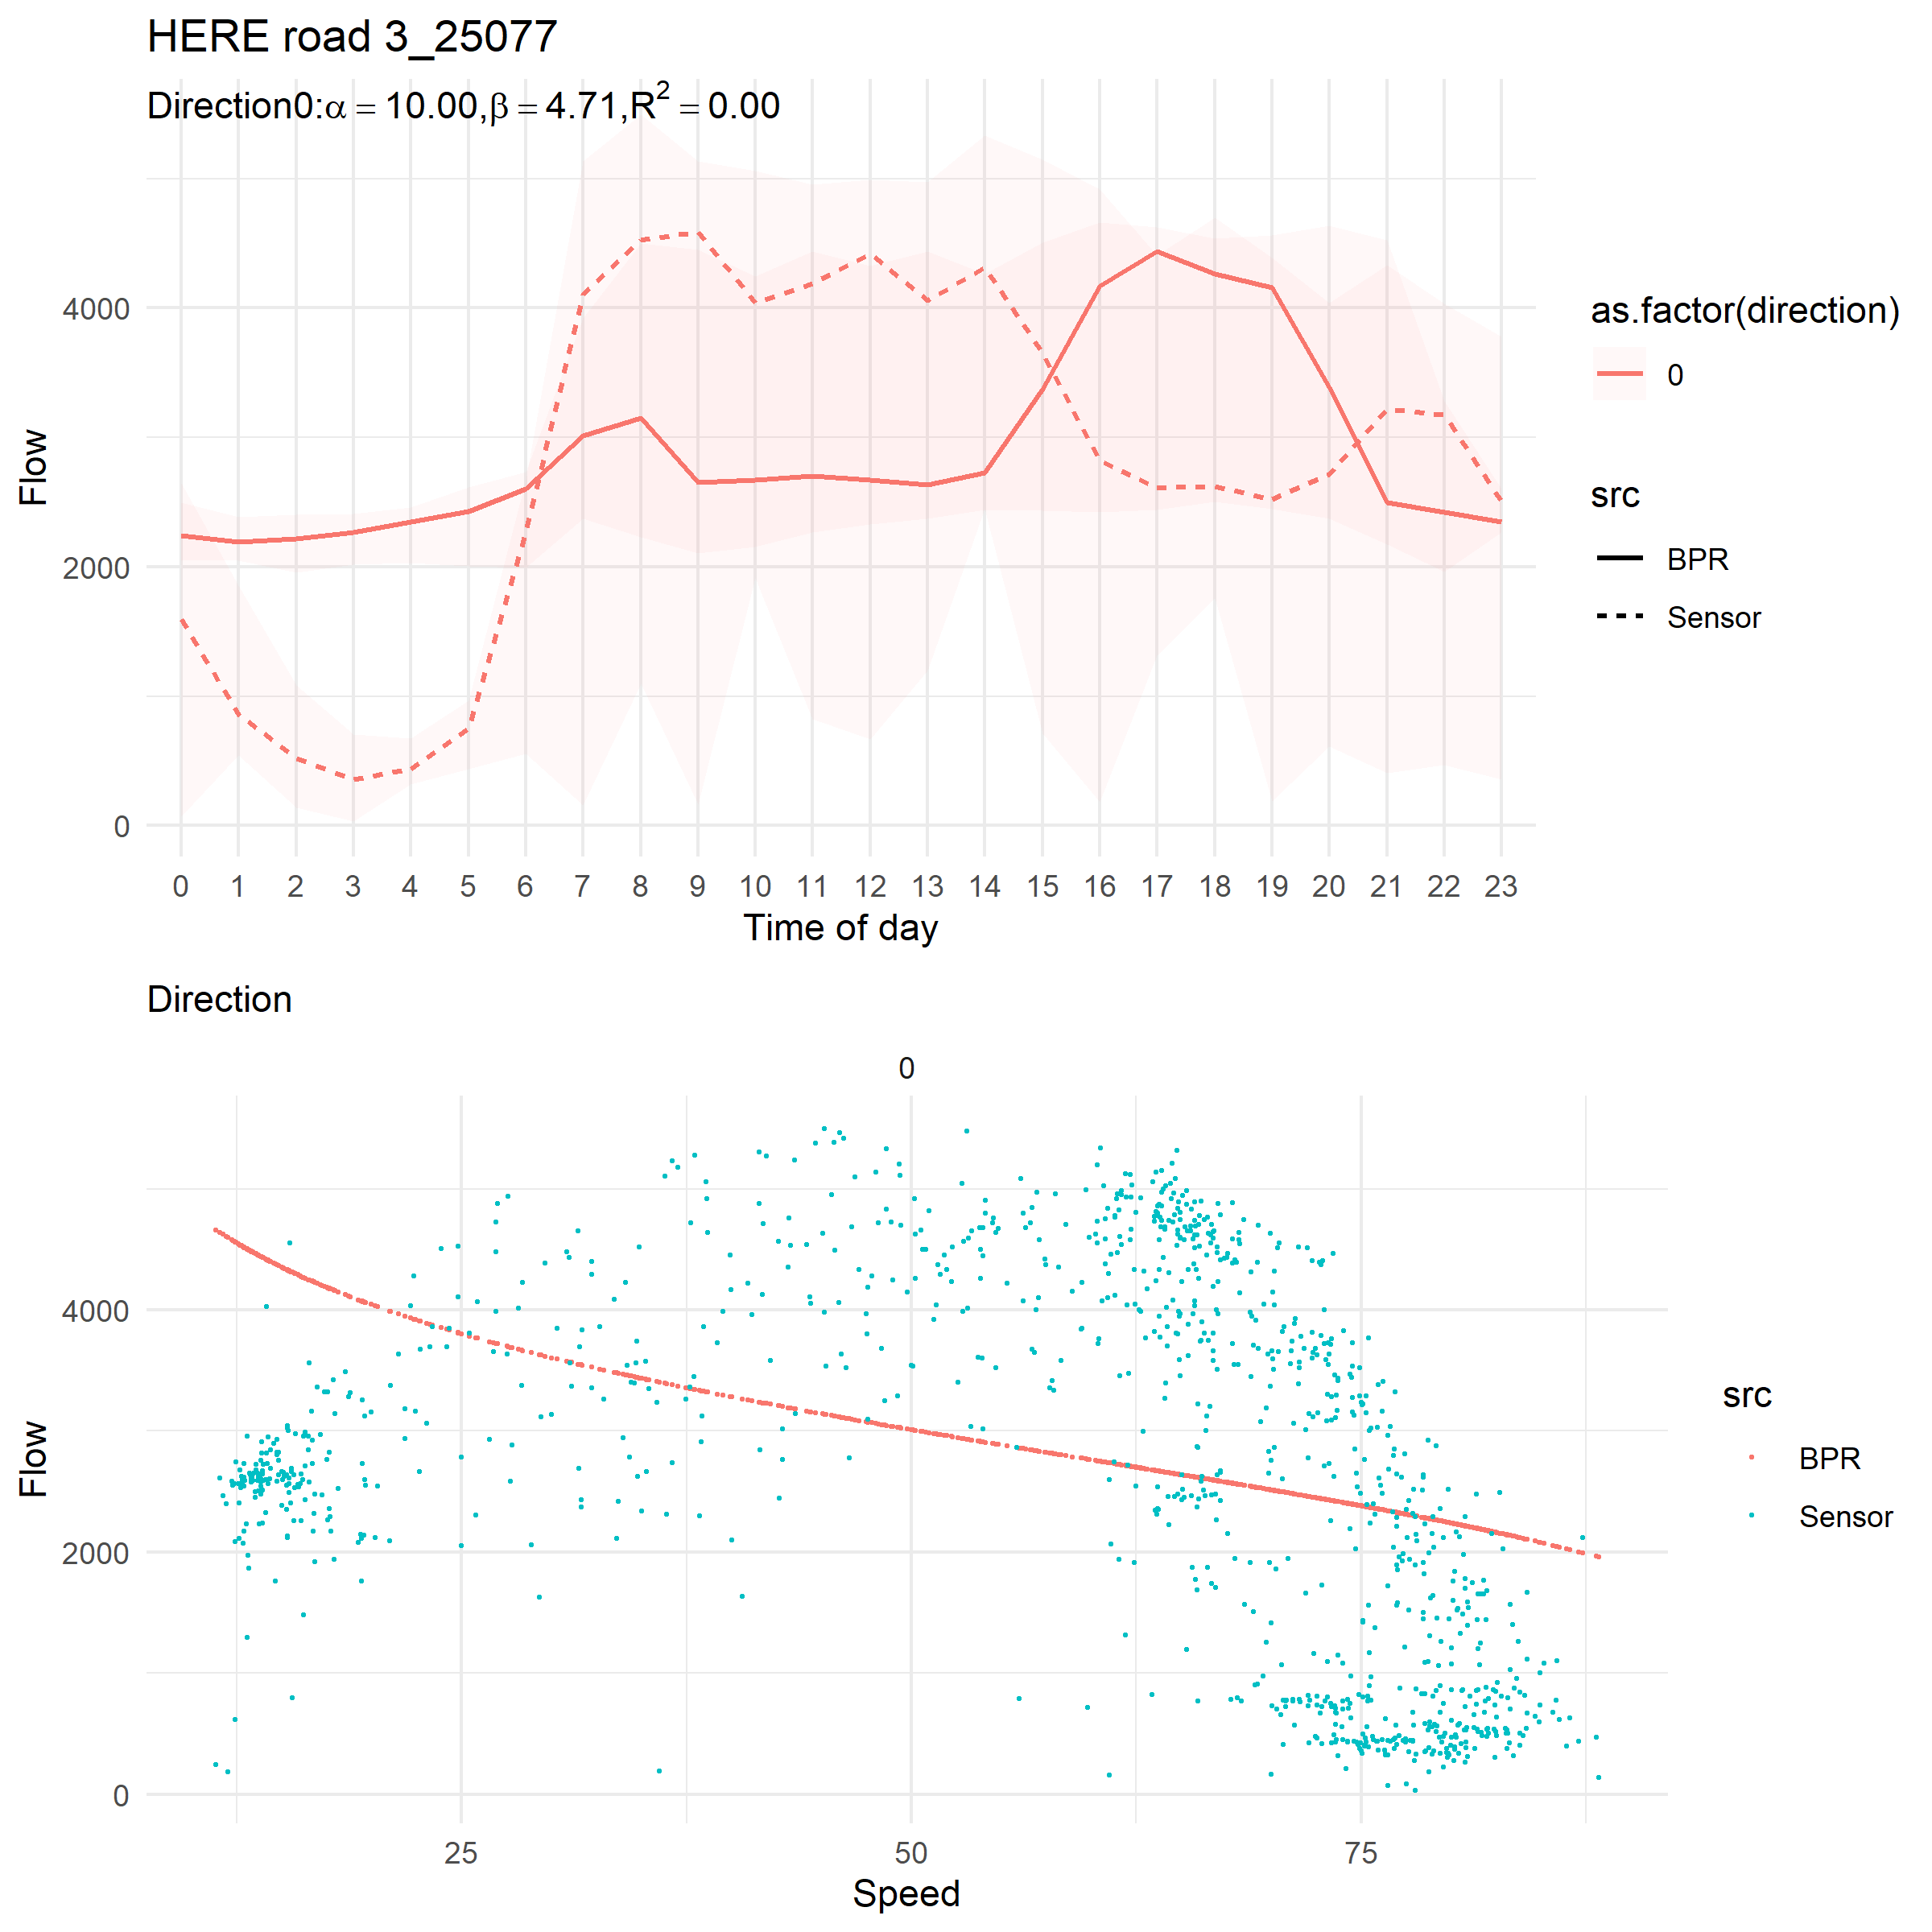 HERE road 3_25077
Direction0:α = 10.00,β = 4.71,R² = 0.00
Flow
4000
2000
0
0 1 2 3 4 5 6 7 8 9 10 11 12 13 14 15 16 17 18 19 20 21 22 23
Time of day
as.factor(direction)
0
src
BPR
Sensor
Direction
0
Flow
4000
2000
0
25 50 75
Speed
src
BPR
Sensor